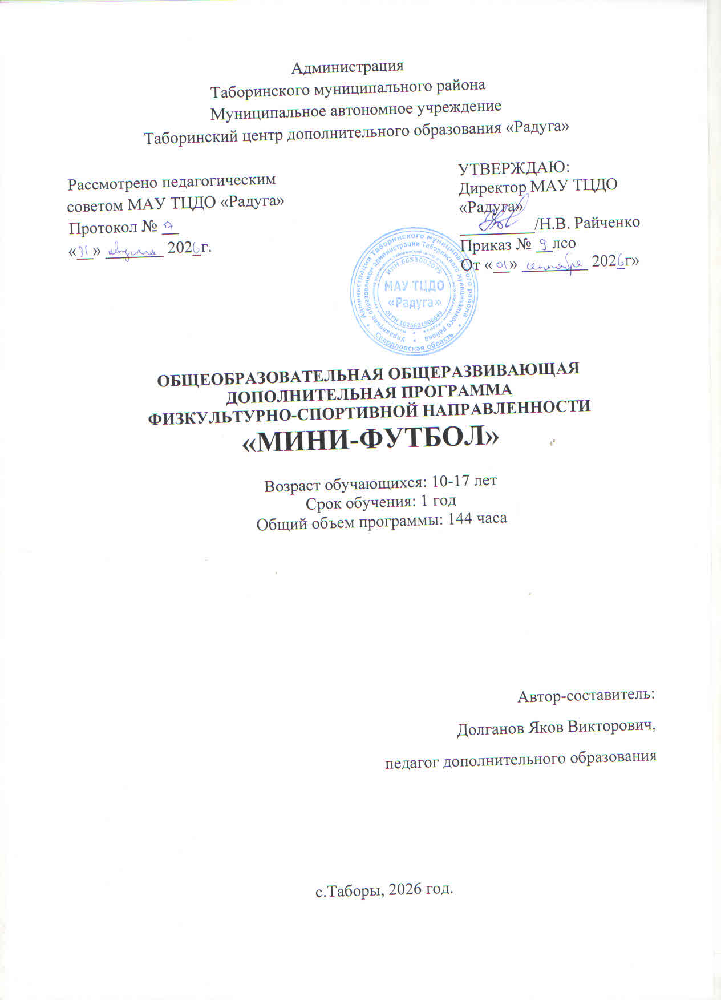 Администрация
Таборинского муниципального района
Муниципальное автономное учреждение
Таборинский центр дополнительного образования «Радуга»
Рассмотрено педагогическим
советом МАУ ТЦДО «Радуга»
Протокол № 7
«31» августа 2026г.
УТВЕРЖДАЮ:
Директор МАУ ТЦДО
«Радуга»
/Н.В. Райченко
Приказ № 9 лсо
От «01» сентября 2026г»
Администрация Таборинского муниципального района
Свердловская область
Управление образованием администрации Таборинского муниципального района
ИНН 6653002075
МАУ ТЦДО
«Радуга»
ОГРН 1026601906649
ОБЩЕОБРАЗОВАТЕЛЬНАЯ ОБЩЕРАЗВИВАЮЩАЯ
ДОПОЛНИТЕЛЬНАЯ ПРОГРАММА
ФИЗКУЛЬТУРНО-СПОРТИВНОЙ НАПРАВЛЕННОСТИ
«МИНИ-ФУТБОЛ»
Возраст обучающихся: 10-17 лет
Срок обучения: 1 год
Общий объем программы: 144 часа
Автор-составитель:
Долганов Яков Викторович,
педагог дополнительного образования
с.Таборы, 2026 год.